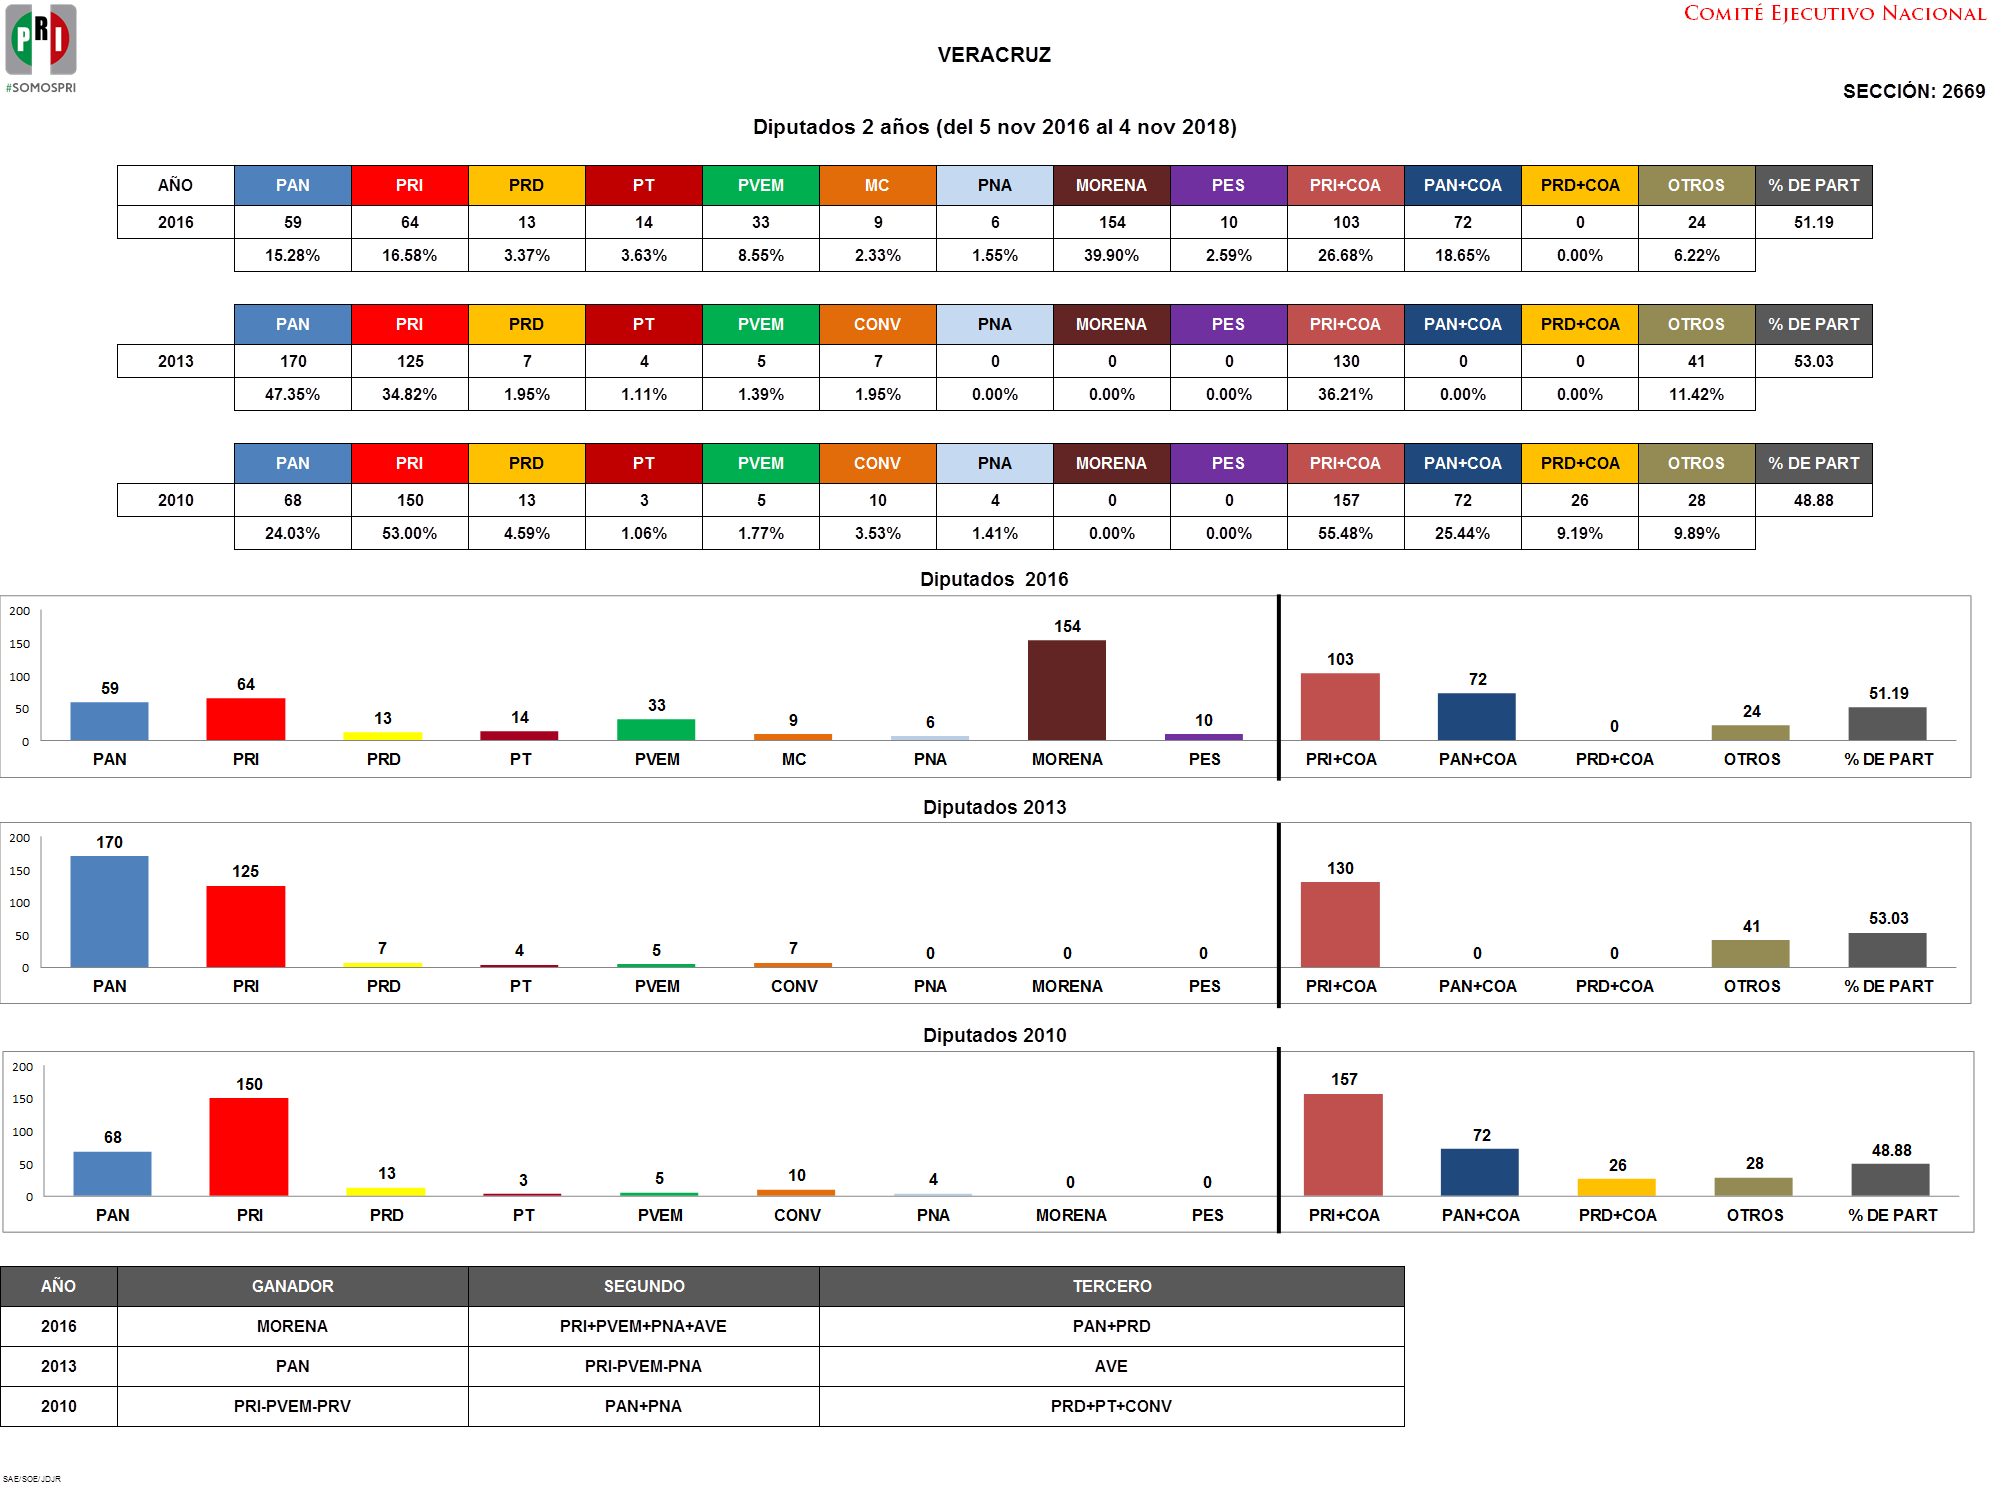 PRI
#SOMOSPRI
COMITÉ EJECUTIVO NACIONAL
VERACRUZ
SECCIÓN: 2669
Diputados 2 años (del 5 nov 2016 al 4 nov 2018)
AÑO PAN PRI PRD PT PVEM MC PNA MORENA PES PRI+COA PAN+COA PRD+COA OTROS % DE PART
2016 59 64 13 14 33 9 6 154 10 103 72 0 24 51.19
15.28% 16.58% 3.37% 3.63% 8.55% 2.33% 1.55% 39.90% 2.59% 26.68% 18.65% 0.00% 6.22%
PAN PRI PRD PT PVEM CONV PNA MORENA PES PRI+COA PAN+COA PRD+COA OTROS % DE PART
2013 170 125 7 4 5 7 0 0 0 130 0 0 41 53.03
47.35% 34.82% 1.95% 1.11% 1.39% 1.95% 0.00% 0.00% 0.00% 36.21% 0.00% 0.00% 11.42%
PAN PRI PRD PT PVEM CONV PNA MORENA PES PRI+COA PAN+COA PRD+COA OTROS % DE PART
2010 68 150 13 3 5 10 4 0 0 157 72 26 28 48.88
24.03% 53.00% 4.59% 1.06% 1.77% 3.53% 1.41% 0.00% 0.00% 55.48% 25.44% 9.19% 9.89%
Diputados 2016
200
150
100
50
0
59 64 13 14 33 9 6 154 10 103 72 0 24 51.19
PAN PRI PRD PT PVEM MC PNA MORENA PES PRI+COA PAN+COA PRD+COA OTROS % DE PART
Diputados 2013
200
150
100
50
0
170 125 7 4 5 7 0 0 0 130 0 0 41 53.03
PAN PRI PRD PT PVEM CONV PNA MORENA PES PRI+COA PAN+COA PRD+COA OTROS % DE PART
Diputados 2010
200
150
100
50
0
68 150 13 3 5 10 4 0 0 157 72 26 28 48.88
PAN PRI PRD PT PVEM CONV PNA MORENA PES PRI+COA PAN+COA PRD+COA OTROS % DE PART
AÑO GANADOR SEGUNDO TERCERO
2016 MORENA PRI+PVEM+PNA+AVE PAN+PRD
2013 PAN PRI-PVEM-PNA AVE
2010 PRI-PVEM-PRV PAN+PNA PRD+PT+CONV
SAE/SOE/JDJR